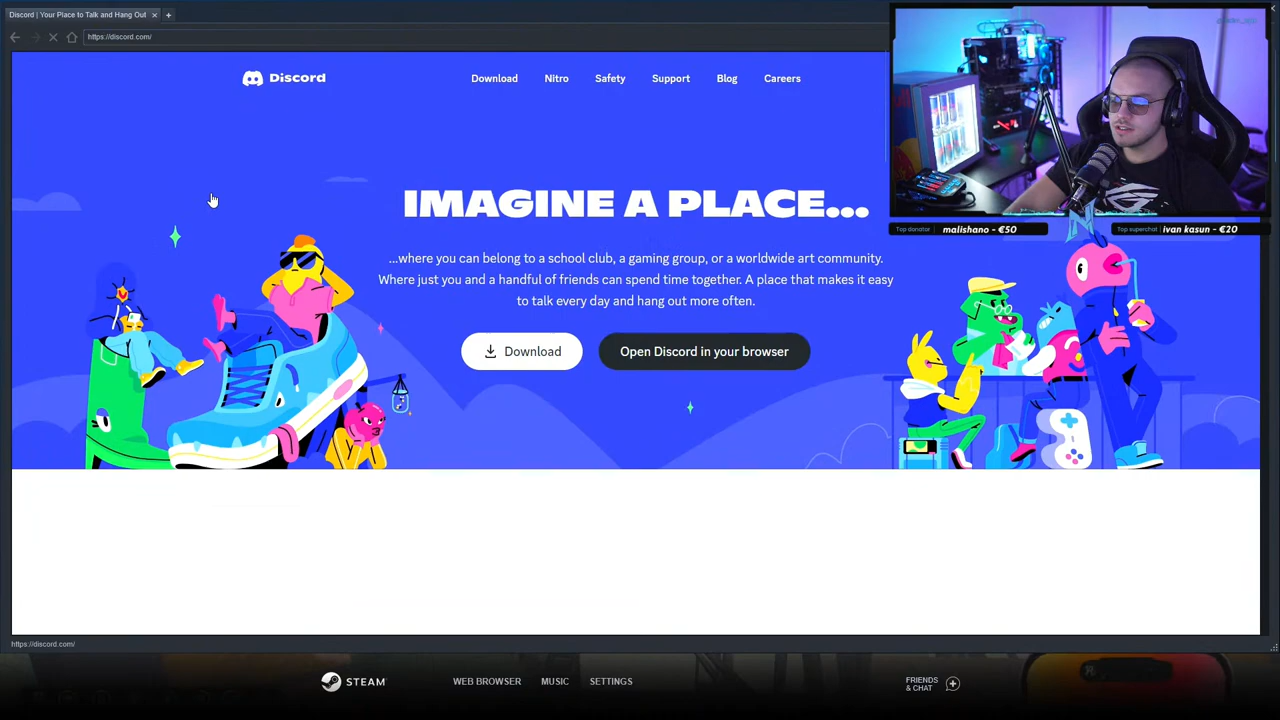 Discord | Your Place to Talk and Hang Out
https://discord.com/
Discord
Download
Nitro
Safety
Support
Blog
Careers
IMAGINE A PLACE...
...where you can belong to a school club, a gaming group, or a worldwide art community.
Where just you and a handful of friends can spend time together. A place that makes it easy
to talk every day and hang out more often.
Download
Open Discord in your browser
Top donator
malishano - €50
Top superchat
ivan kasun - €20
https://discord.com/
STEAM
WEB BROWSER
MUSIC
SETTINGS
FRIENDS
& CHAT